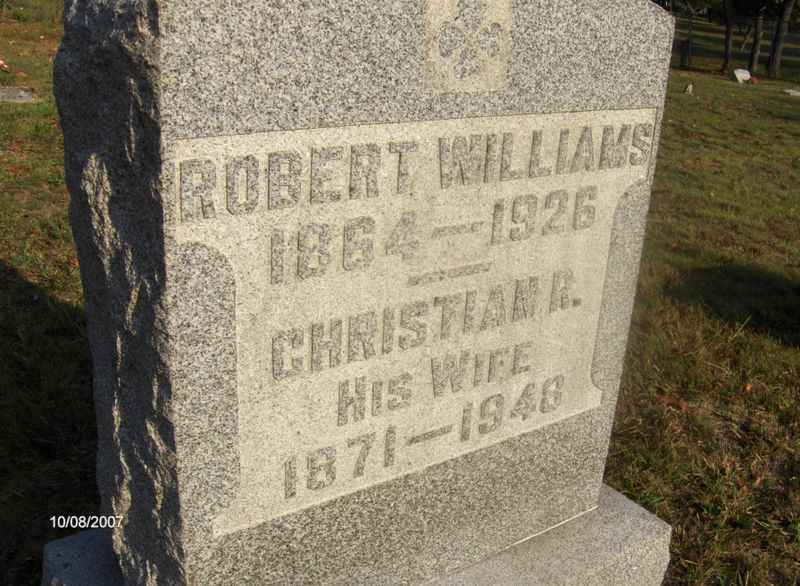 ROBERT WILLIAMS
1864–1926
CHRISTIAN R.
HIS WIFE
1871–1948
10/08/2007